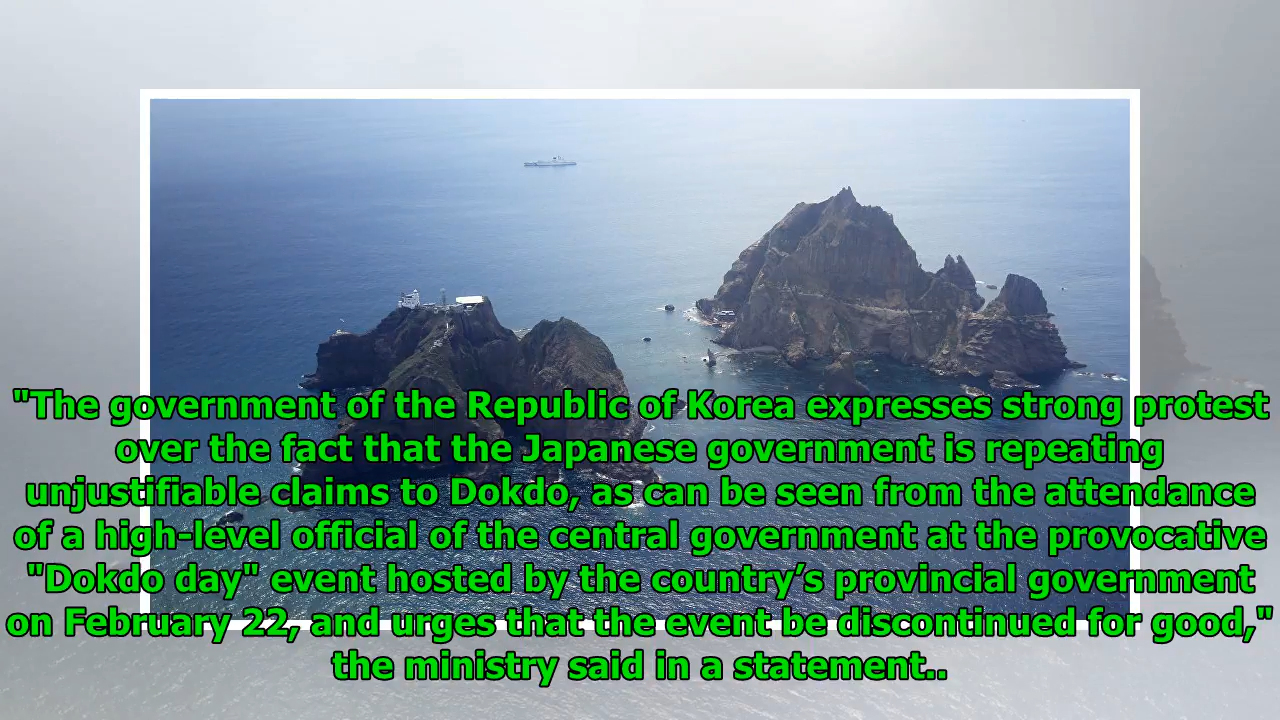 "The government of the Republic of Korea expresses strong protest
over the fact that the Japanese government is repeating
unjustifiable claims to Dokdo, as can be seen from the attendance
of a high-level official of the central government at the provocative
"Dokdo day" event hosted by the country’s provincial government
on February 22, and urges that the event be discontinued for good,"
the ministry said in a statement..